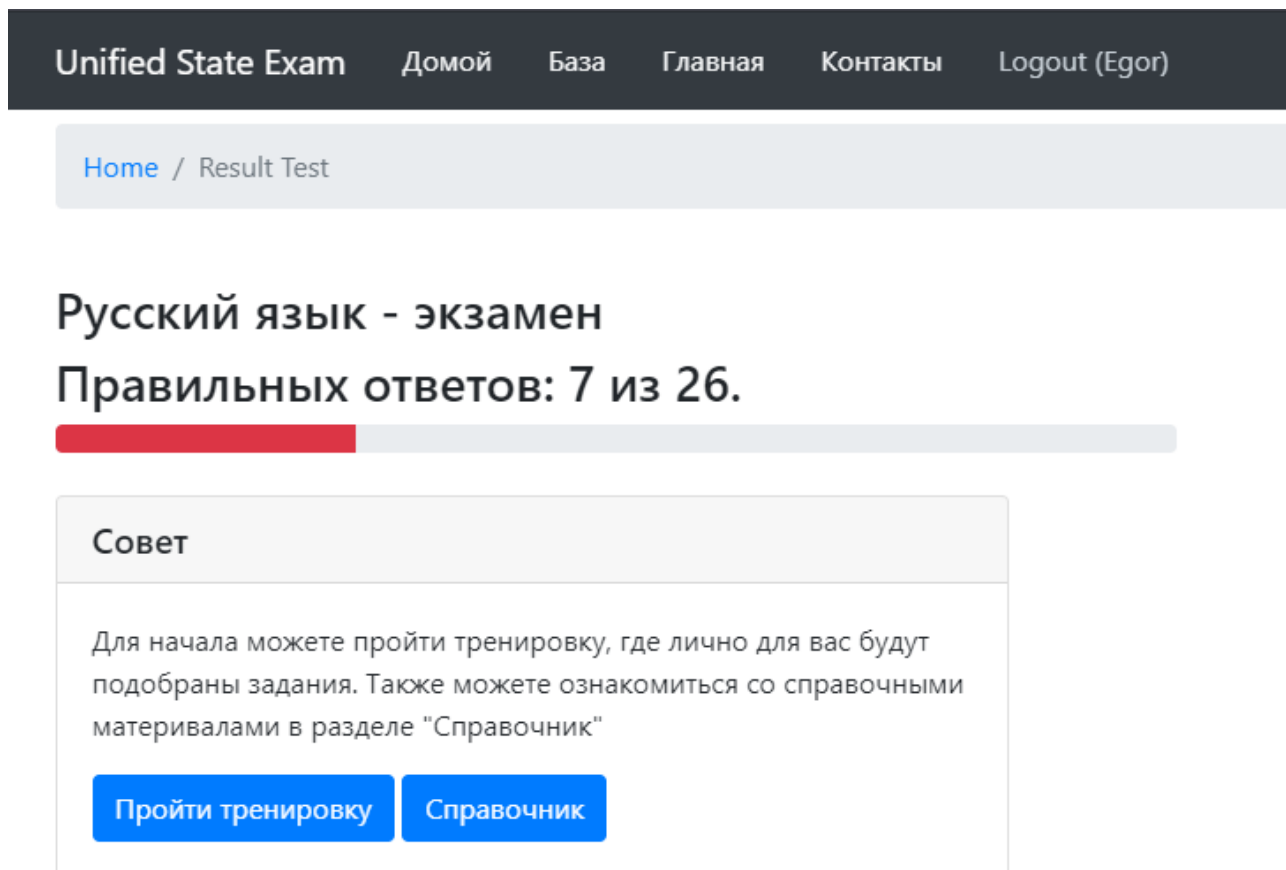 Unified State Exam Домой База Главная Контакты Logout (Egor)
Home / Result Test
Русский язык - экзамен
Правильных ответов: 7 из 26.
Совет
Для начала можете пройти тренировку, где лично для вас будут
подобраны задания. Также можете ознакомиться со справочными
материвалами в разделе "Справочник"
Пройти тренировку Справочник